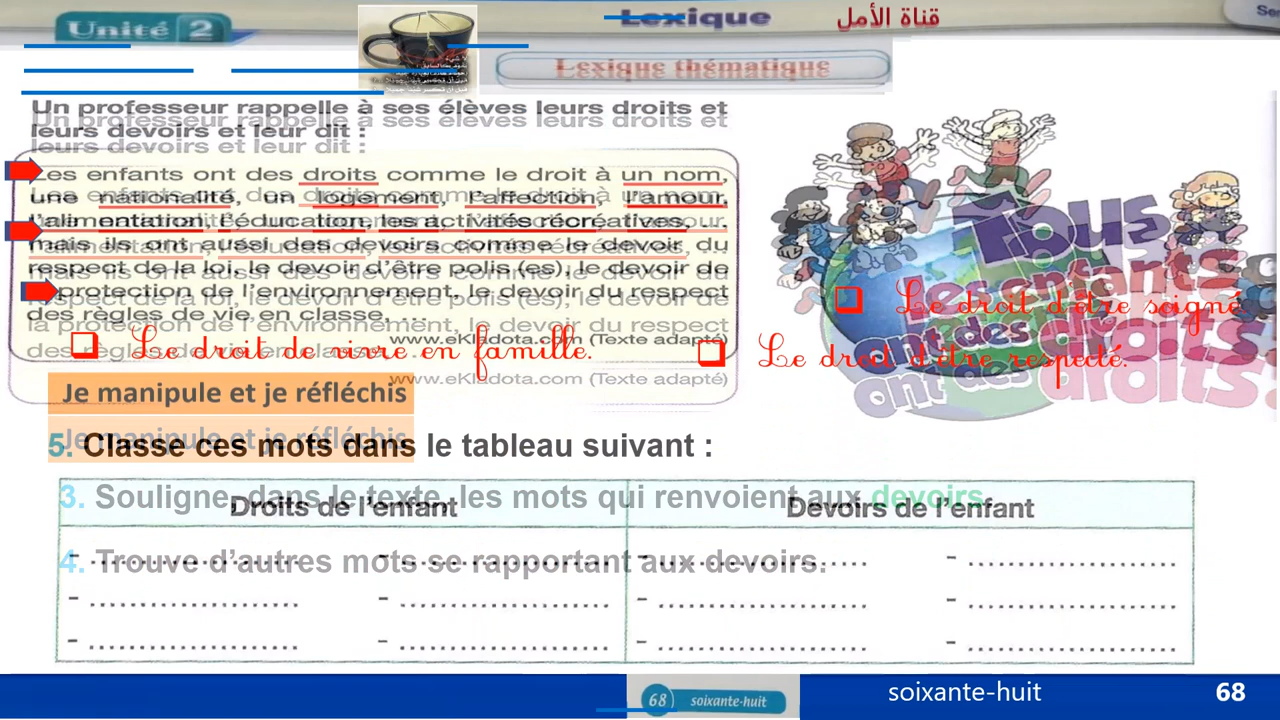 Unité 2
Lexique
قناة الأمل
Lexique thématique
Un professeur rappelle à ses élèves leurs droits et
leurs devoirs et leur dit :
Les enfants ont des droits comme le droit à un nom,
une nationalité, un logement, l'affection, l'amour,
l'alimentation, l'éducation, les activités récréatives, ...
mais ils ont aussi des devoirs comme le devoir du
respect de la loi, le devoir d'être polis (es), le devoir de
la protection de l'environnement, le devoir du respect
des règles de vie en classe, ...
www.eKladota.com (Texte adapté)
Tous
Les enfants
ont des
droits.
Le droit d'être soigné
Le droit de vivre en famille.
Le droit d'être respecté.
Je manipule et je réfléchis
5. Classe ces mots dans le tableau suivant :
3. Souligne, dans le texte, les mots qui renvoient aux devoirs.
4. Trouve d'autres mots se rapportant aux devoirs.
Droits de l'enfant
Devoirs de l'enfant
68 soixante-huit
soixante-huit 68